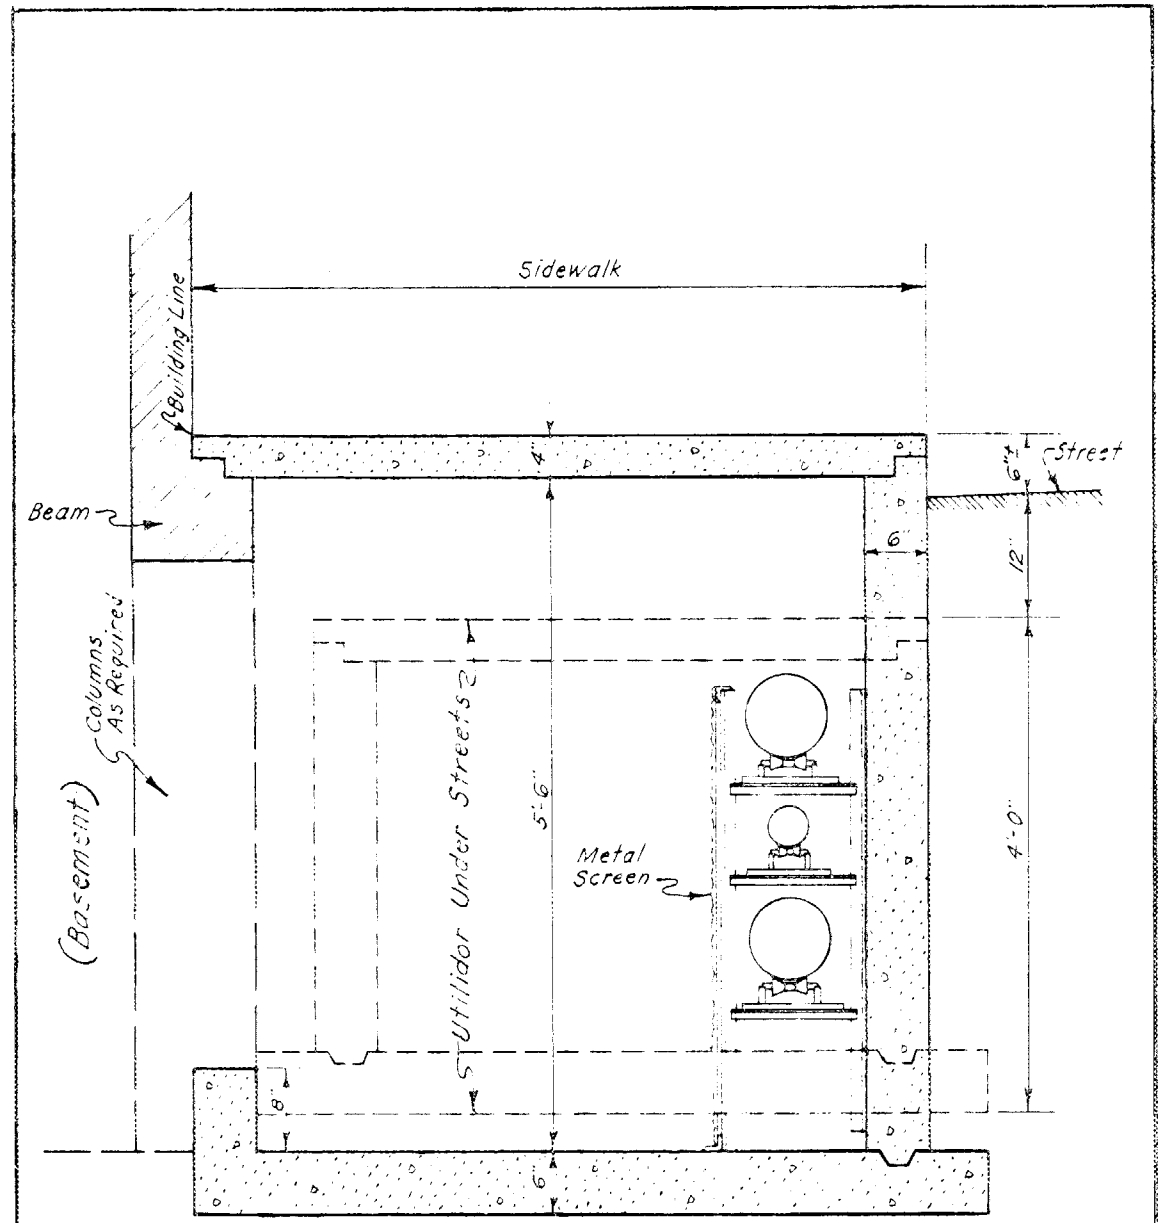 Sidewalk
Building Line
4"
6"±
Street
Beam
6"
12"
Columns
As Required
Utilidor Under Streets
5'-6"
4'-0"
(Basement)
Metal
Screen
8"
6"